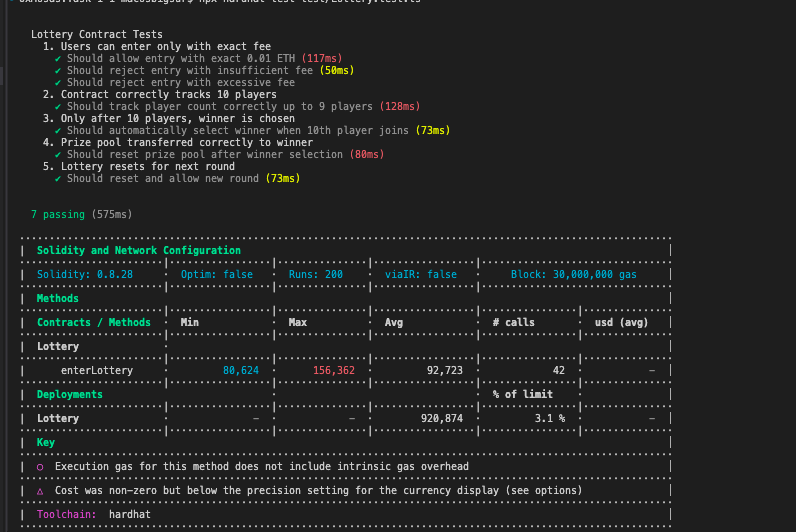 Lottery Contract Tests
1. Users can enter only with exact fee
✔ Should allow entry with exact 0.01 ETH (117ms)
✔ Should reject entry with insufficient fee (50ms)
✔ Should reject entry with excessive fee
2. Contract correctly tracks 10 players
✔ Should track player count correctly up to 9 players (128ms)
3. Only after 10 players, winner is chosen
✔ Should automatically select winner when 10th player joins (73ms)
4. Prize pool transferred correctly to winner
✔ Should reset prize pool after winner selection (80ms)
5. Lottery resets for next round
✔ Should reset and allow new round (73ms)
7 passing (575ms)
| Solidity and Network Configuration |
| Solidity: 0.8.28 · Optim: false · Runs: 200 · viaIR: false · Block: 30,000,000 gas |
| Methods |
| Contracts / Methods · Min · Max · Avg · # calls · usd (avg) |
| Lottery · |
| enterLottery · 80,624 · 156,362 · 92,723 · 42 · - |
| Deployments · · % of limit · |
| Lottery · - · - · 920,874 · 3.1 % · - |
| Key |
| ○ Execution gas for this method does not include intrinsic gas overhead |
| △ Cost was non-zero but below the precision setting for the currency display (see options) |
| Toolchain: hardhat |